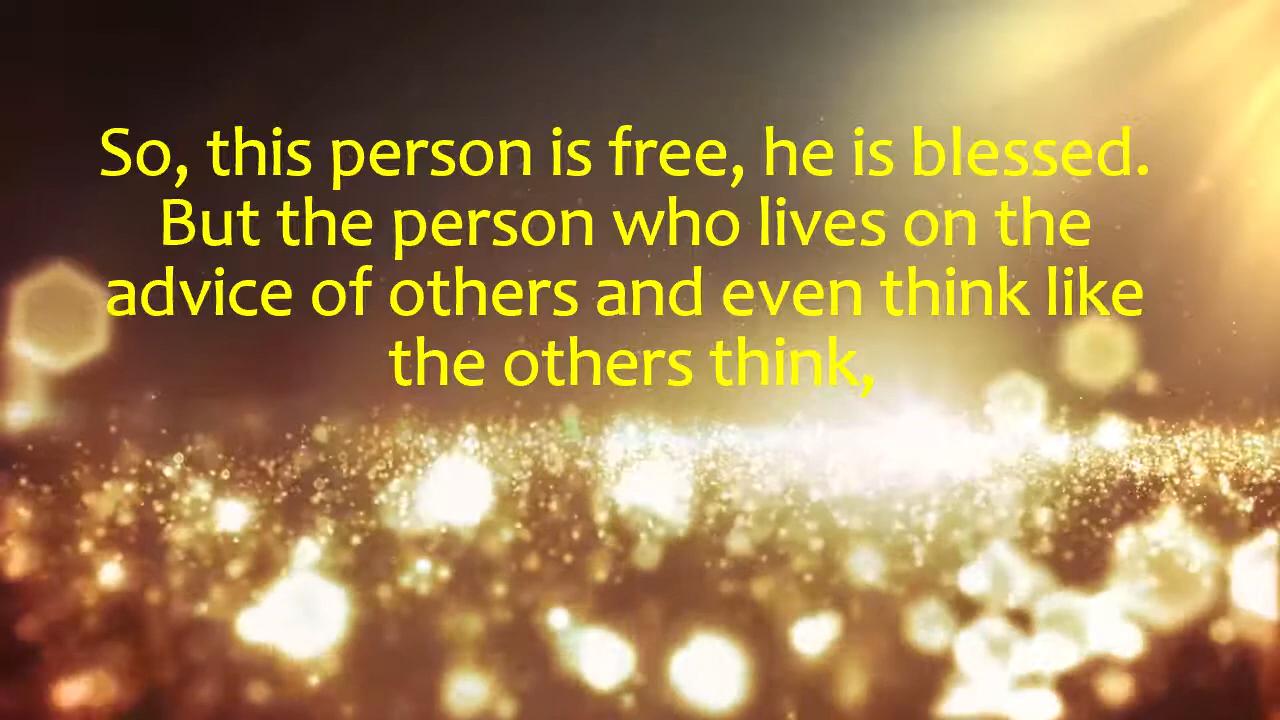 So, this person is free, he is blessed.
But the person who lives on the
advice of others and even think like
the others think,